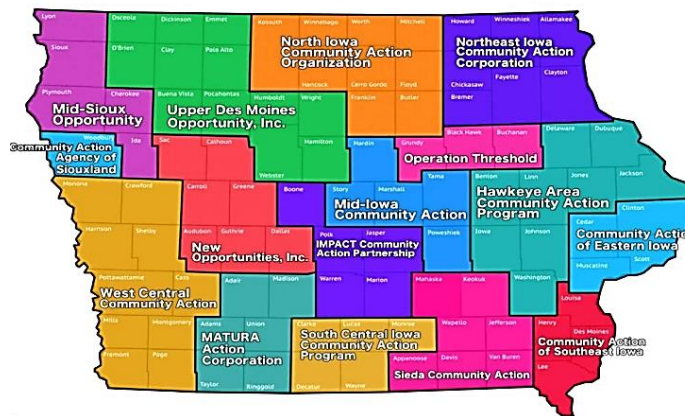 Lyon
Osceola
Dickinson
Emmet
Kossuth
Winnebago
Worth
Mitchell
Howard
Winneshiek
Allamakee
Sioux
O'Brien
Clay
Palo Alto
North Iowa
Community Action
Organization
Northeast Iowa
Community Action
Corporation
Hancock
Cerro Gordo
Floyd
Chickasaw
Fayette
Clayton
Plymouth
Cherokee
Buena Vista
Pocahontas
Humboldt
Wright
Franklin
Butler
Bremer
Mid-Sioux
Opportunity
Upper Des Moines
Opportunity, Inc.
Woodbury
Community Action
Agency of
Siouxland
Ida
Sac
Calhoun
Webster
Hamilton
Hardin
Grundy
Black Hawk
Buchanan
Operation Threshold
Delaware
Dubuque
Monona
Crawford
Carroll
Greene
Boone
Story
Marshall
Tama
Mid-Iowa
Community Action
Benton
Linn
Jones
Jackson
Hawkeye Area
Community Action
Program
Harrison
Shelby
Audubon
Guthrie
Dallas
New
Opportunities, Inc.
Polk
Jasper
IMPACT Community
Action Partnership
Poweshiek
Iowa
Johnson
Cedar
Clinton
Scott
Muscatine
Community Action
of Eastern Iowa
Pottawattamie
Cass
West Central
Community Action
Adair
Madison
Warren
Marion
Mahaska
Keokuk
Washington
Louisa
Mills
Montgomery
Adams
Union
MATURA
Action
Corporation
Clarke
Lucas
Monroe
South Central Iowa
Community Action
Program
Wapello
Jefferson
Henry
Des Moines
Community Action
of Southeast Iowa
Lee
Fremont
Page
Taylor
Ringgold
Decatur
Wayne
Appanoose
Davis
Van Buren
Sieda Community Action